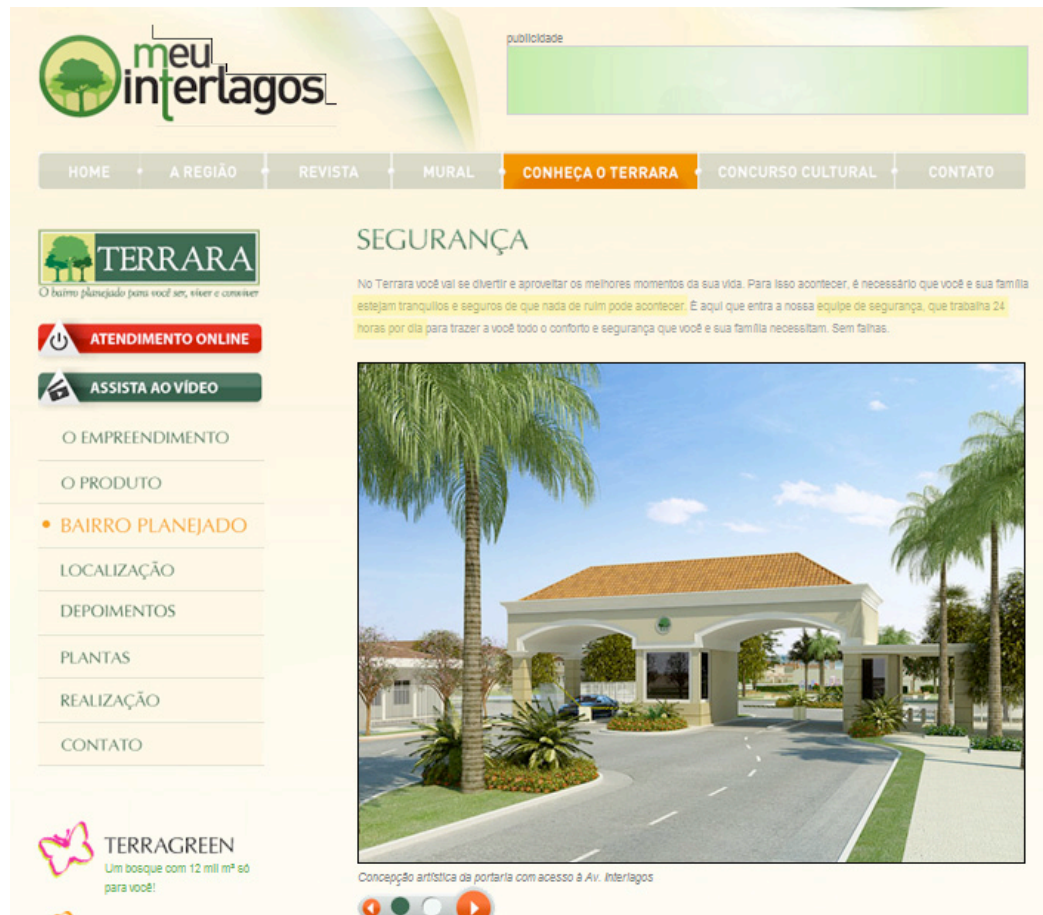 meu
interlagos
publicidade
HOME
A REGIÃO
REVISTA
MURAL
CONHEÇA O TERRARA
CONCURSO CULTURAL
CONTATO
TERRARA
O bairro planejado para você ser, viver e conviver
ATENDIMENTO ONLINE
ASSISTA AO VÍDEO
O EMPREENDIMENTO
O PRODUTO
BAIRRO PLANEJADO
LOCALIZAÇÃO
DEPOIMENTOS
PLANTAS
REALIZAÇÃO
CONTATO
TERRAGREEN
Um bosque com 12 mil m² só
para você!
SEGURANÇA
No Terrara você vai se divertir e aproveitar os melhores momentos da sua vida. Para isso acontecer, é necessário que você e sua família
estejam tranquilos e seguros de que nada de ruim pode acontecer. É aqui que entra a nossa equipe de segurança, que trabalha 24
horas por dia para trazer a você todo o conforto e segurança que você e sua família necessitam. Sem falhas.
Concepção artística da portaria com acesso à Av. Interlagos